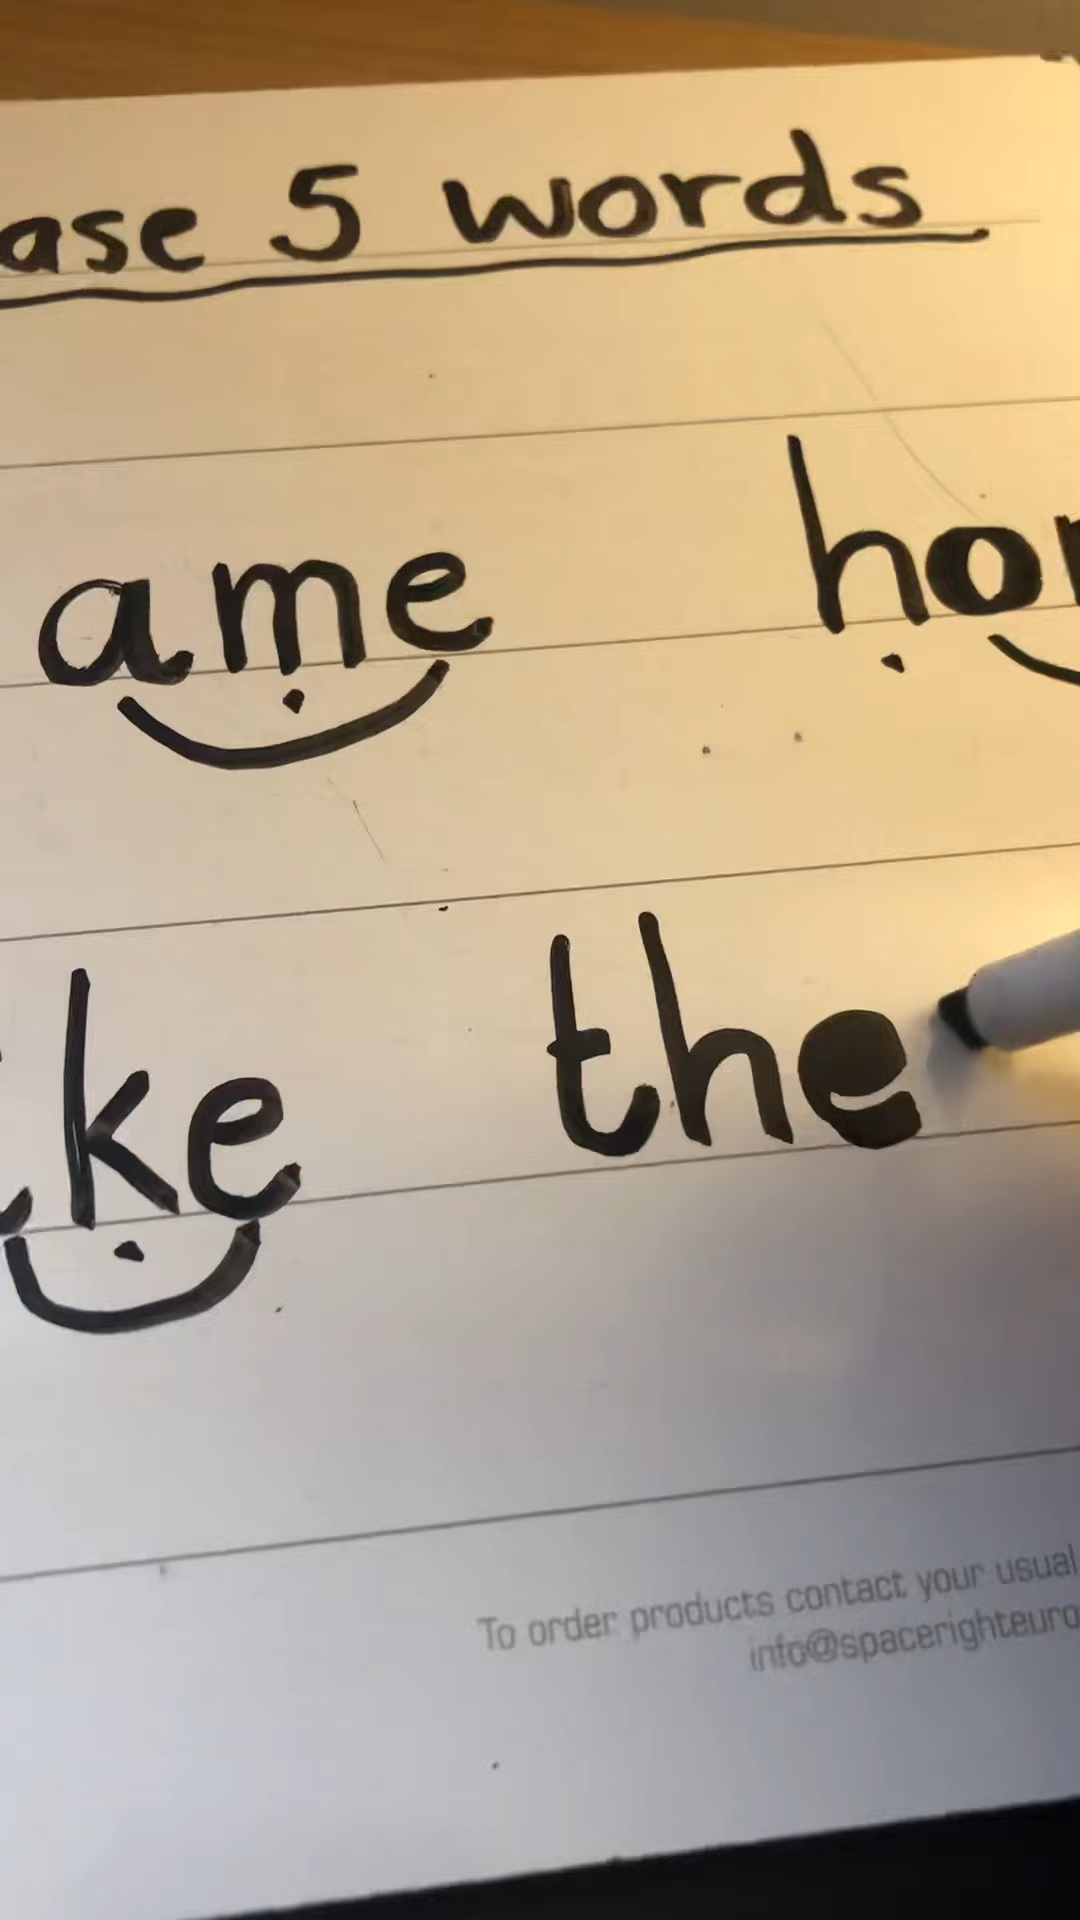 ase 5 words
ame ho
ke the
To order products contact your usual
info@spacerighteuro